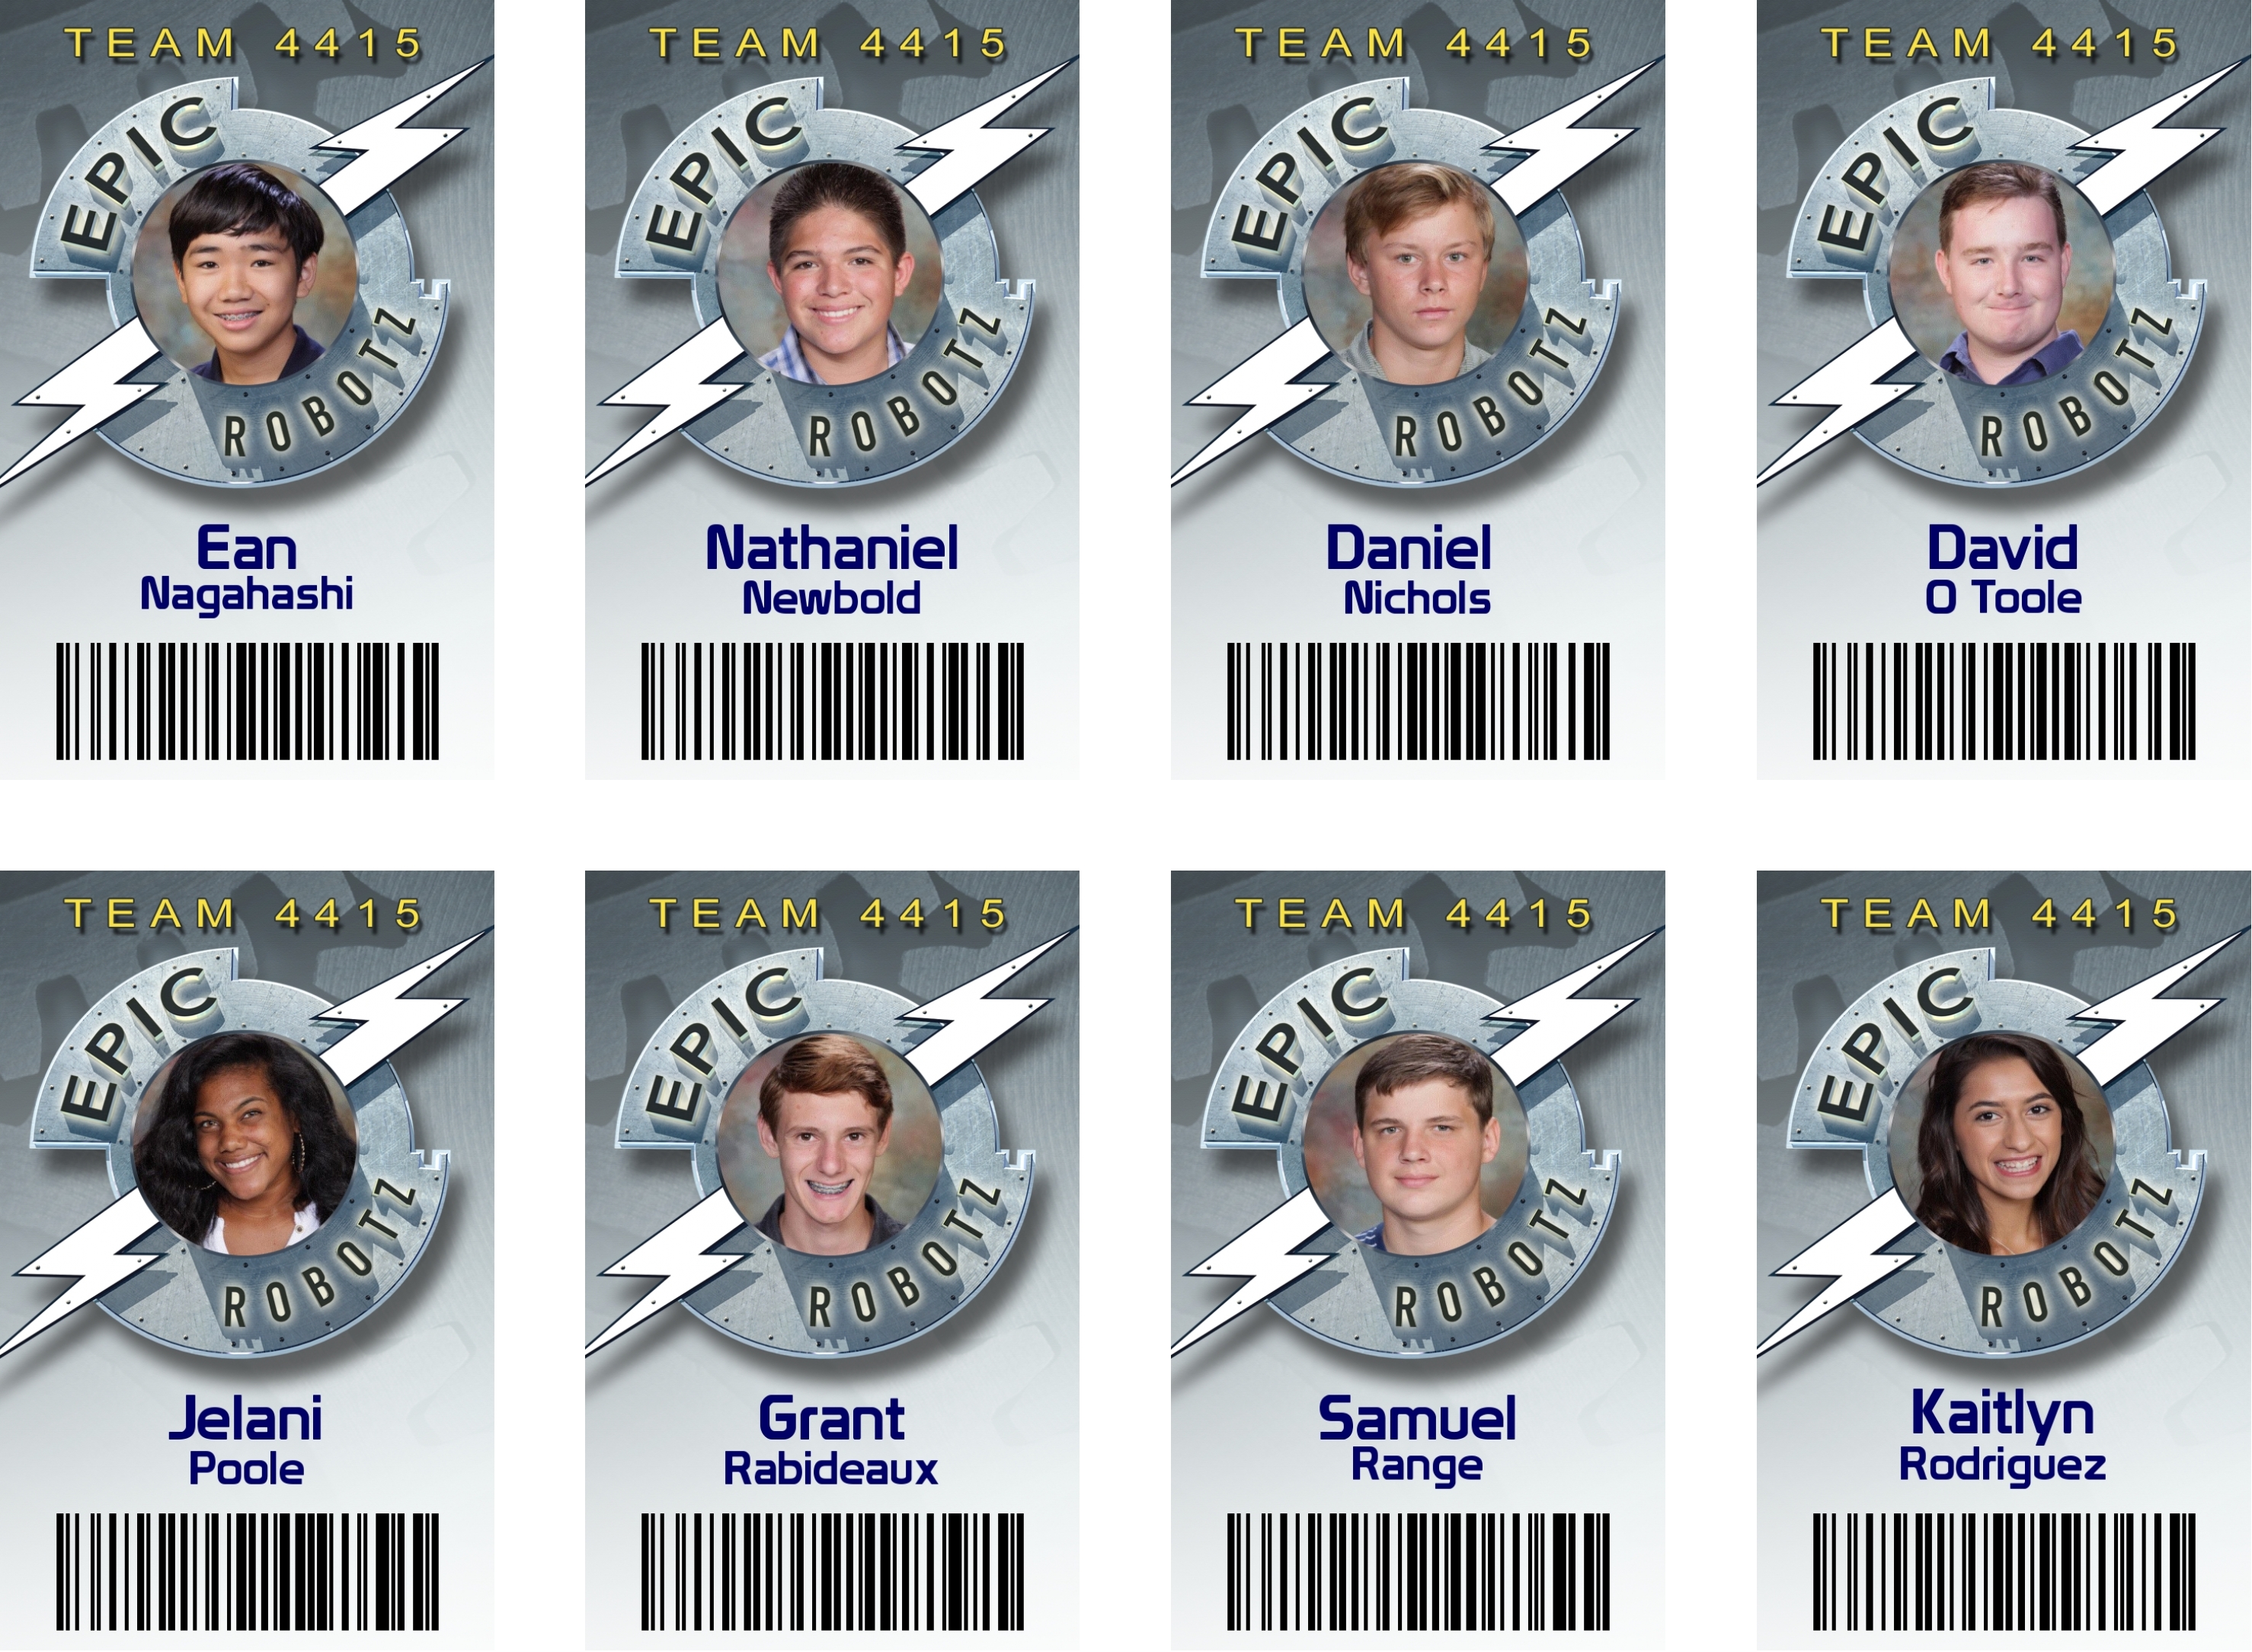 TEAM 4415
EPIC
ROBOTZ
Ean
Nagahashi
TEAM 4415
EPIC
ROBOTZ
Nathaniel
Newbold
TEAM 4415
EPIC
ROBOTZ
Daniel
Nichols
TEAM 4415
EPIC
ROBOTZ
David
O Toole
TEAM 4415
EPIC
ROBOTZ
Jelani
Poole
TEAM 4415
EPIC
ROBOTZ
Grant
Rabideaux
TEAM 4415
EPIC
ROBOTZ
Samuel
Range
TEAM 4415
EPIC
ROBOTZ
Kaitlyn
Rodriguez